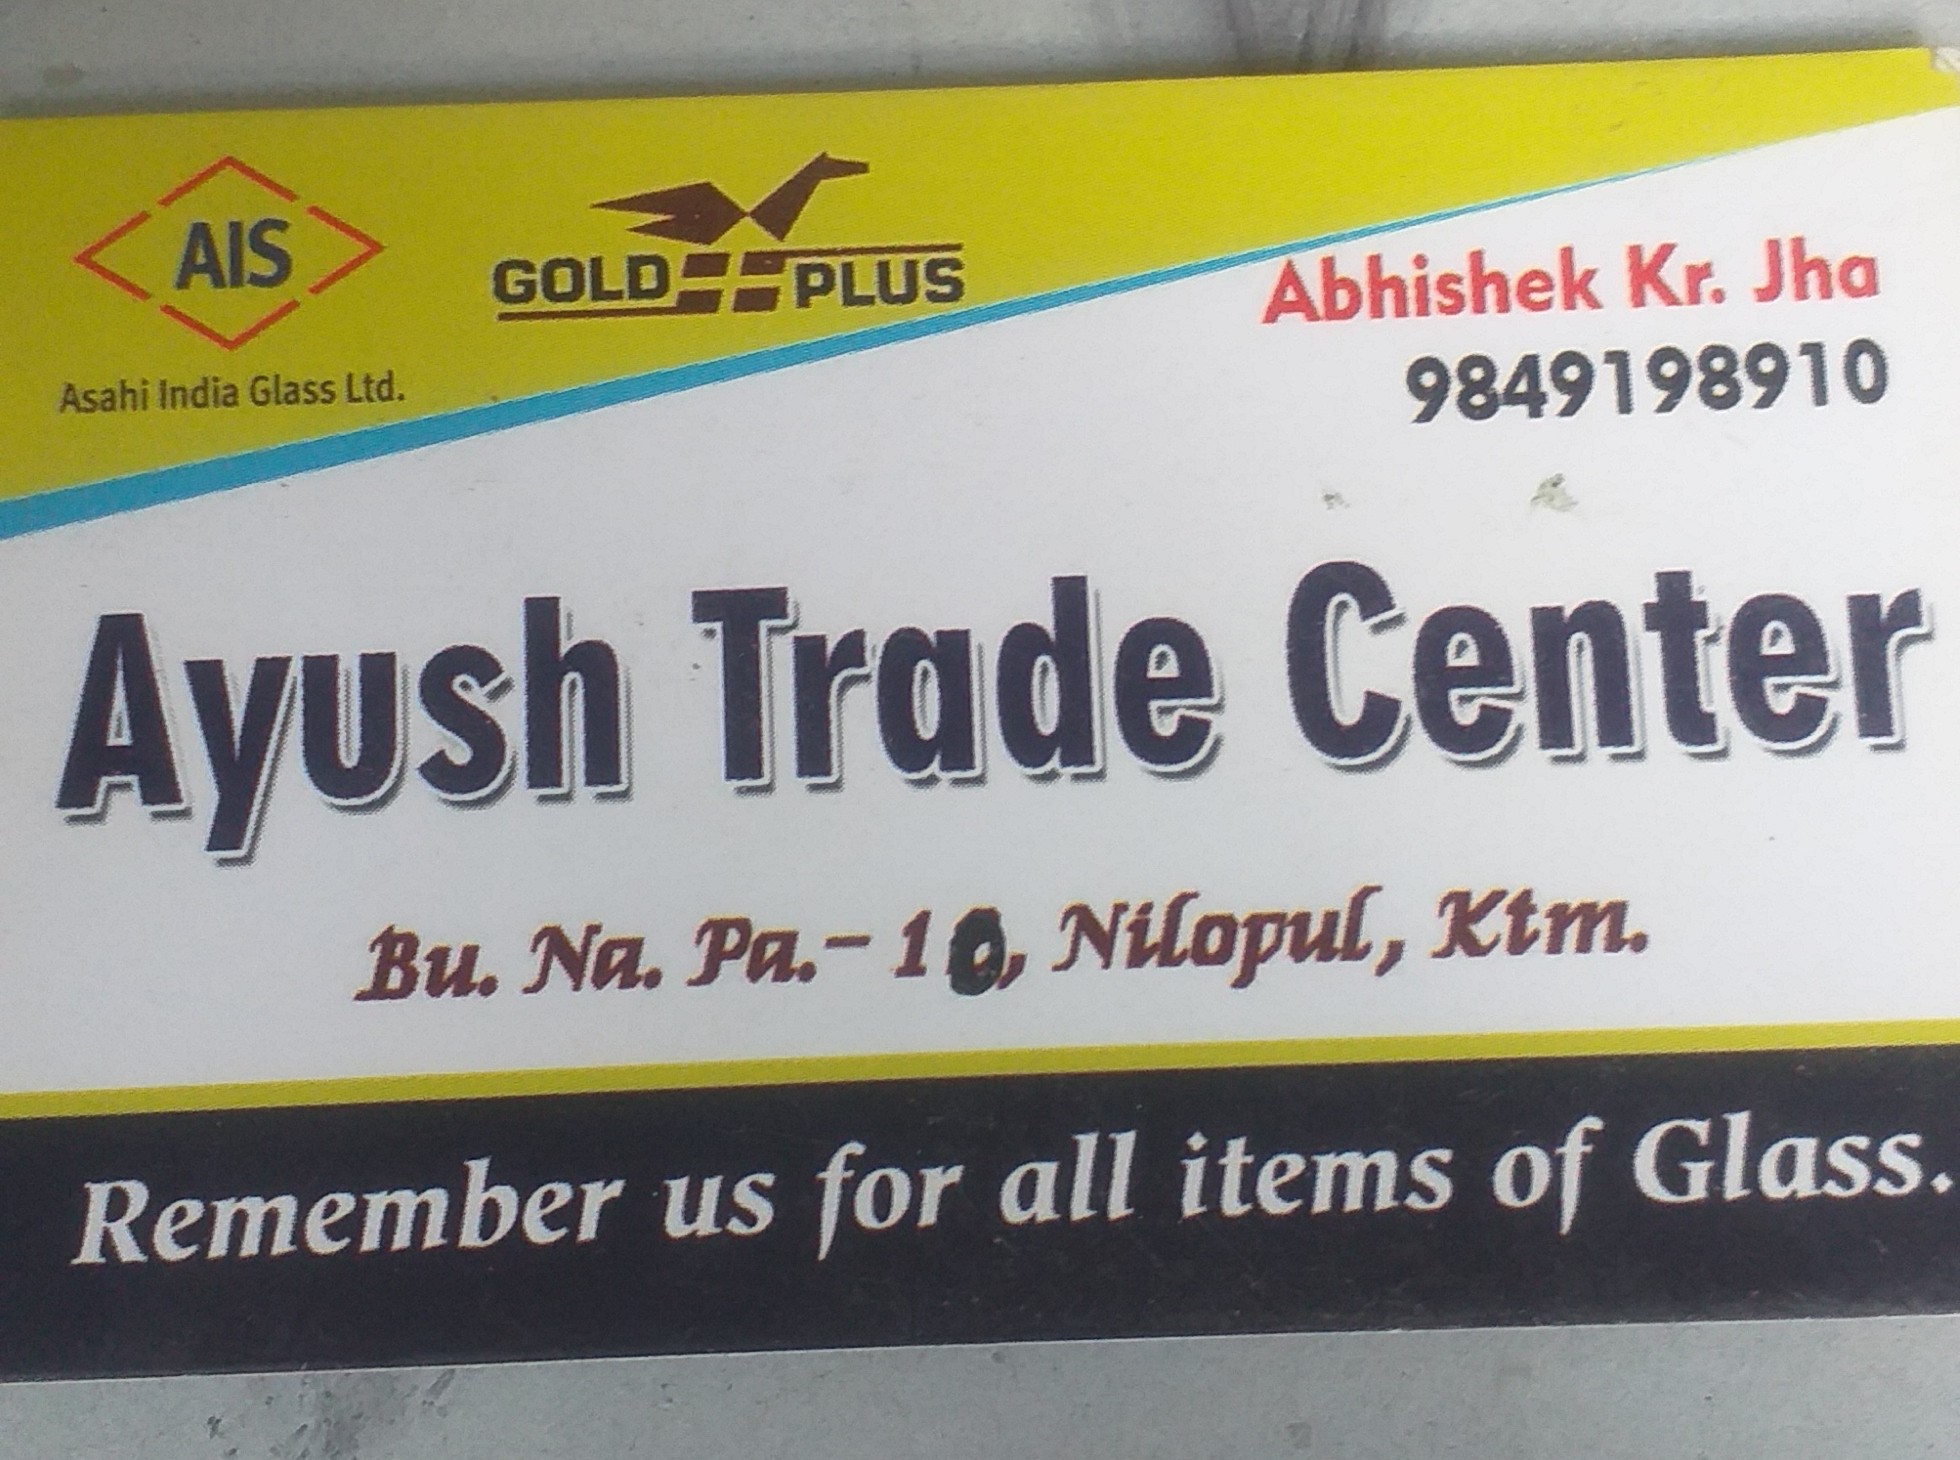 AIS
Asahi India Glass Ltd.
GOLD PLUS
Abhishek Kr. Jha
9849198910
Ayush Trade Center
Bu. Na. Pa.- 10, Nilopul, Ktm.
Remember us for all items of Glass.